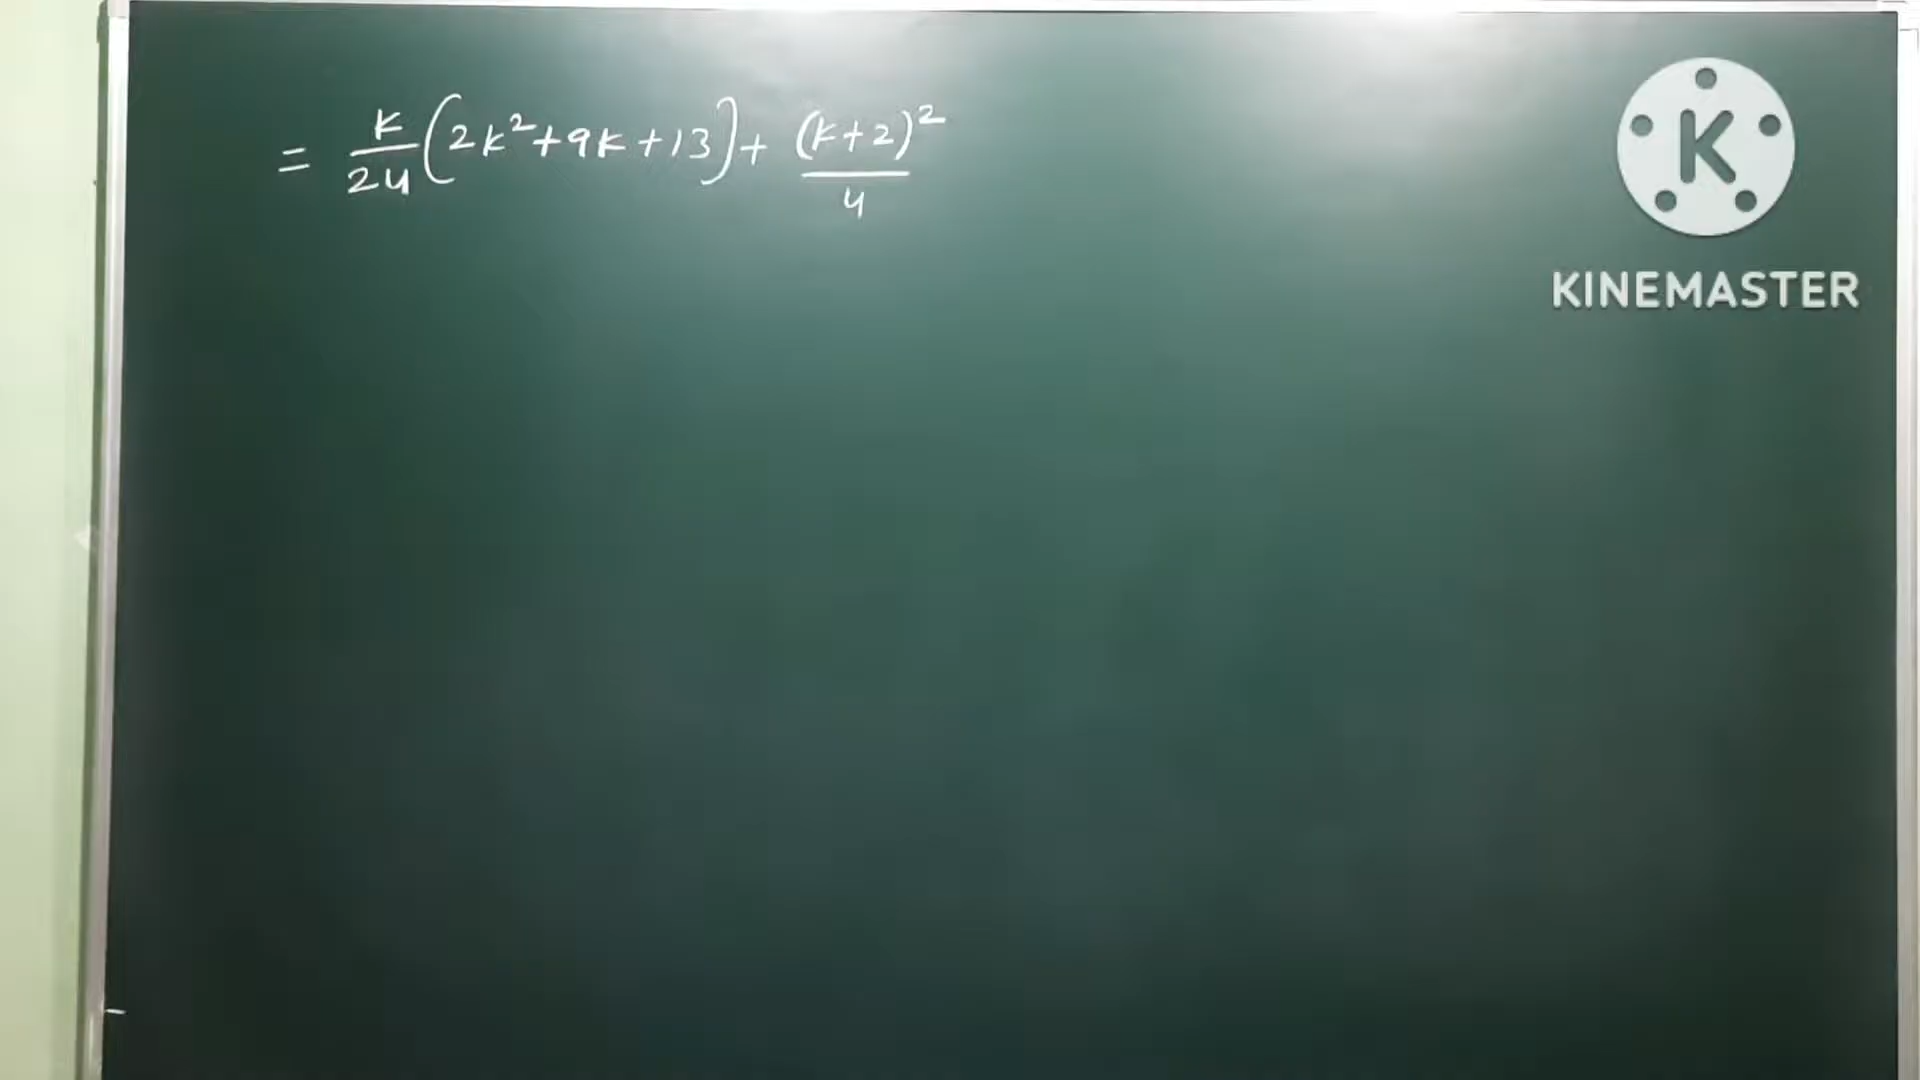 = K/24 (2K²+9K+13) + (K+2)²/4
K
KINEMASTER